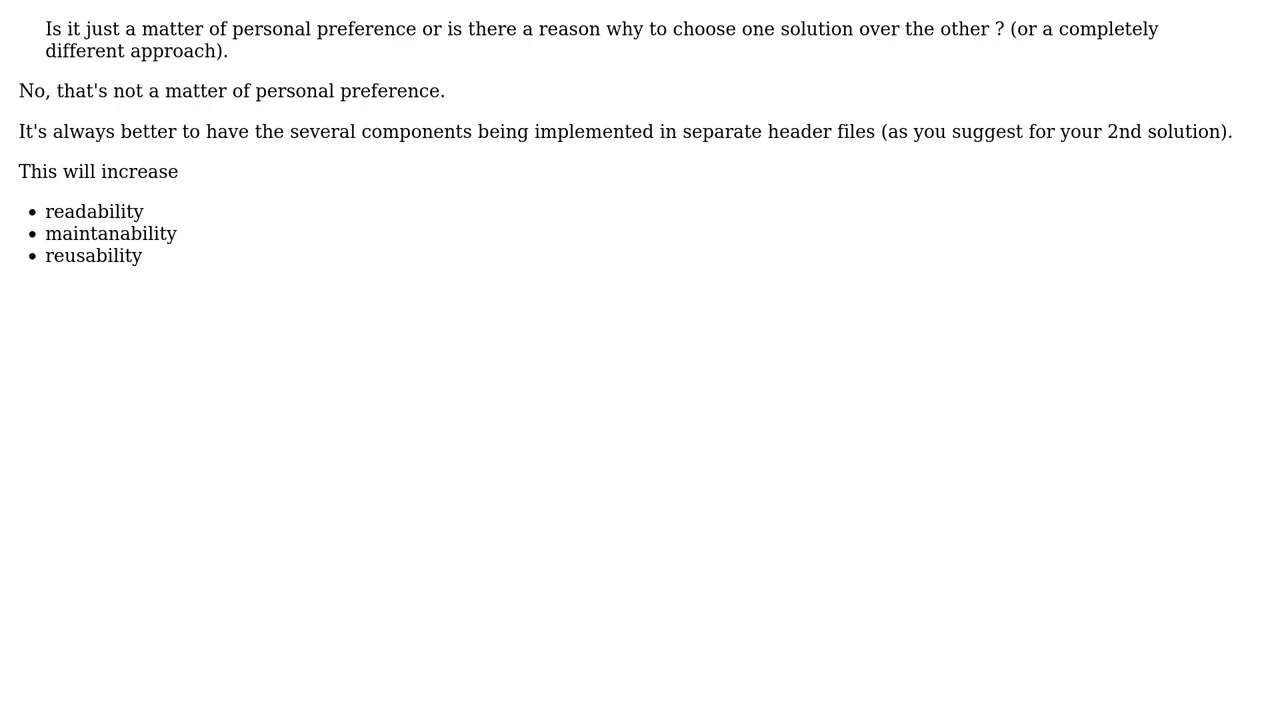 Is it just a matter of personal preference or is there a reason why to choose one solution over the other ? (or a completely
different approach).
No, that's not a matter of personal preference.
It's always better to have the several components being implemented in separate header files (as you suggest for your 2nd solution).
This will increase
• readability
• maintanability
• reusability